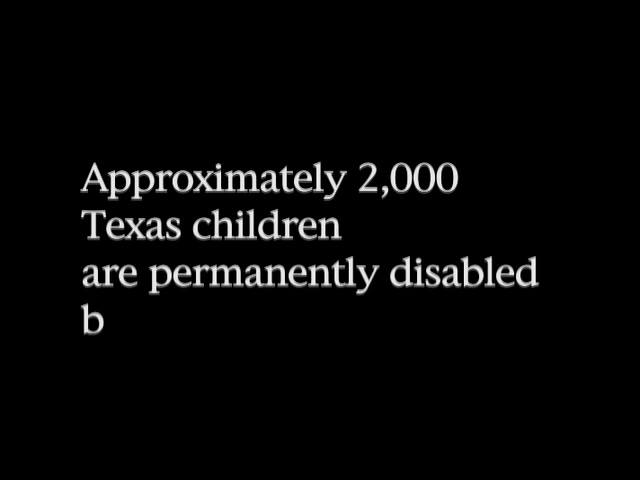 Approximately 2,000
Texas children
are permanently disabled
b